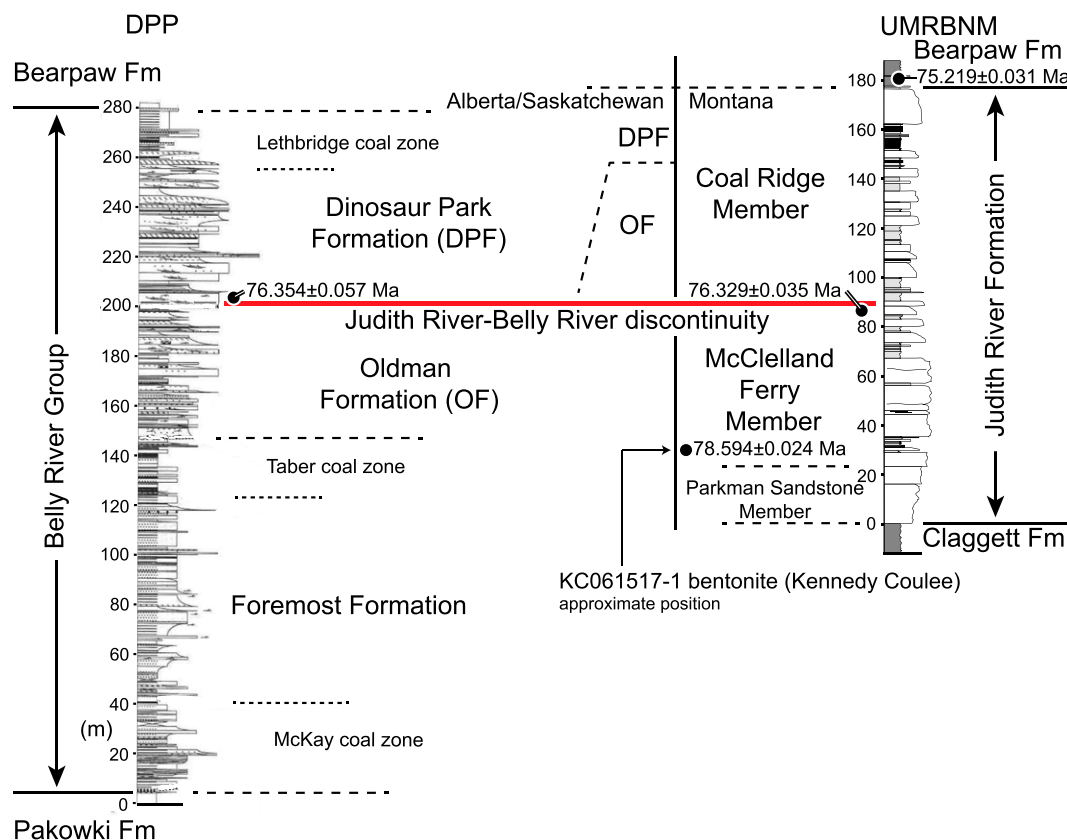 DPP
UMRBNM
Bearpaw Fm
Bearpaw Fm
75.219±0.031 Ma
180
280
Alberta/Saskatchewan
Montana
Lethbridge coal zone
DPF
160
260
Coal Ridge
Member
140
Dinosaur Park
Formation (DPF)
240
OF
120
220
100
76.354±0.057 Ma
76.329±0.035 Ma
200
Judith River-Belly River discontinuity
80
180
Oldman
Formation (OF)
McClelland
Ferry
Member
60
160
40
78.594±0.024 Ma
140
Taber coal zone
20
Parkman Sandstone
Member
120
0
Claggett Fm
Judith River Formation
Belly River Group
100
KC061517-1 bentonite (Kennedy Coulee)
approximate position
80
Foremost Formation
60
40
(m)
McKay coal zone
20
0
Pakowki Fm